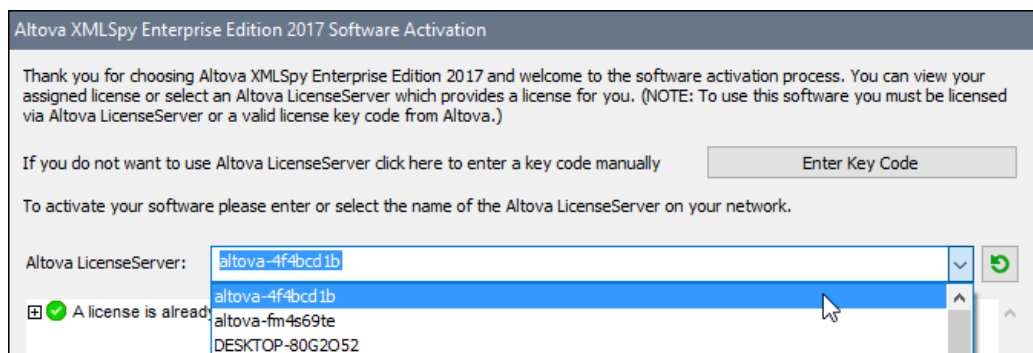 Altova XMLSpy Enterprise Edition 2017 Software Activation
Thank you for choosing Altova XMLSpy Enterprise Edition 2017 and welcome to the software activation process. You can view your
assigned license or select an Altova LicenseServer which provides a license for you. (NOTE: To use this software you must be licensed
via Altova LicenseServer or a valid license key code from Altova.)
If you do not want to use Altova LicenseServer click here to enter a key code manually
Enter Key Code
To activate your software please enter or select the name of the Altova LicenseServer on your network.
Altova LicenseServer:
altova-4f4bcd1b
altova-4f4bcd1b
A license is alread
altova-fm4s69te
DESKTOP-80G2O52